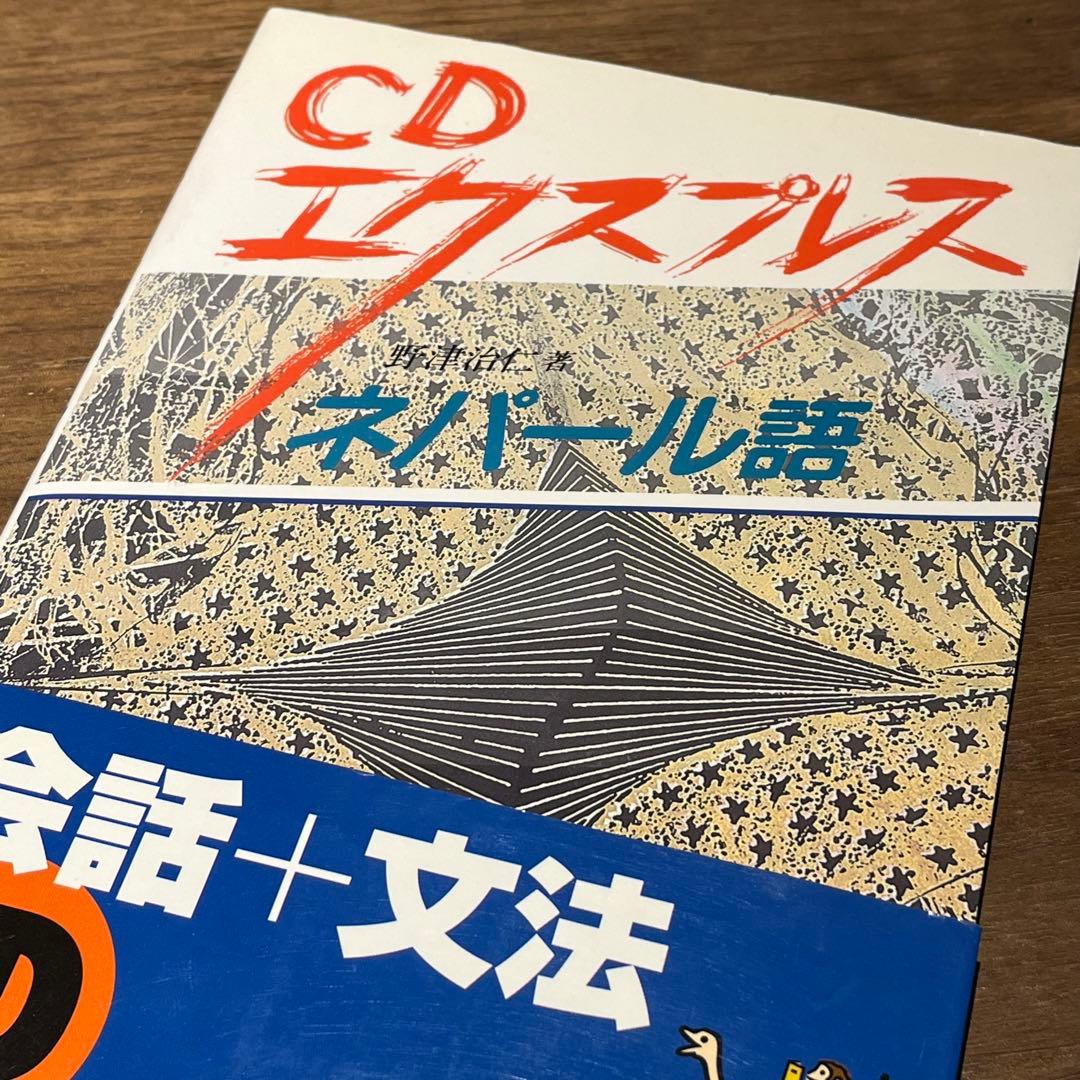 CD
エクスプレス
野津治仁 著
ネパール語
会話+文法